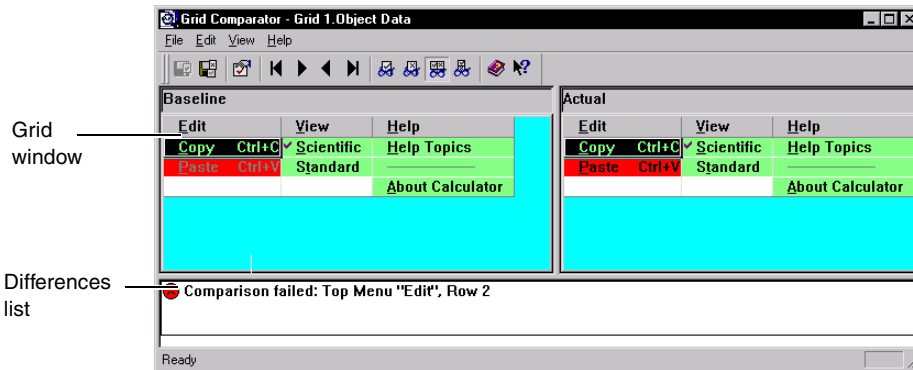 Grid Comparator - Grid 1.Object Data
File Edit View Help
Baseline
Actual
Grid window
Edit View Help
Copy Ctrl+C Scientific Help Topics
Paste Ctrl+V Standard
About Calculator
Edit View Help
Copy Ctrl+C Scientific Help Topics
Paste Ctrl+V Standard
About Calculator
Differences list
Comparison failed: Top Menu "Edit", Row 2
Ready